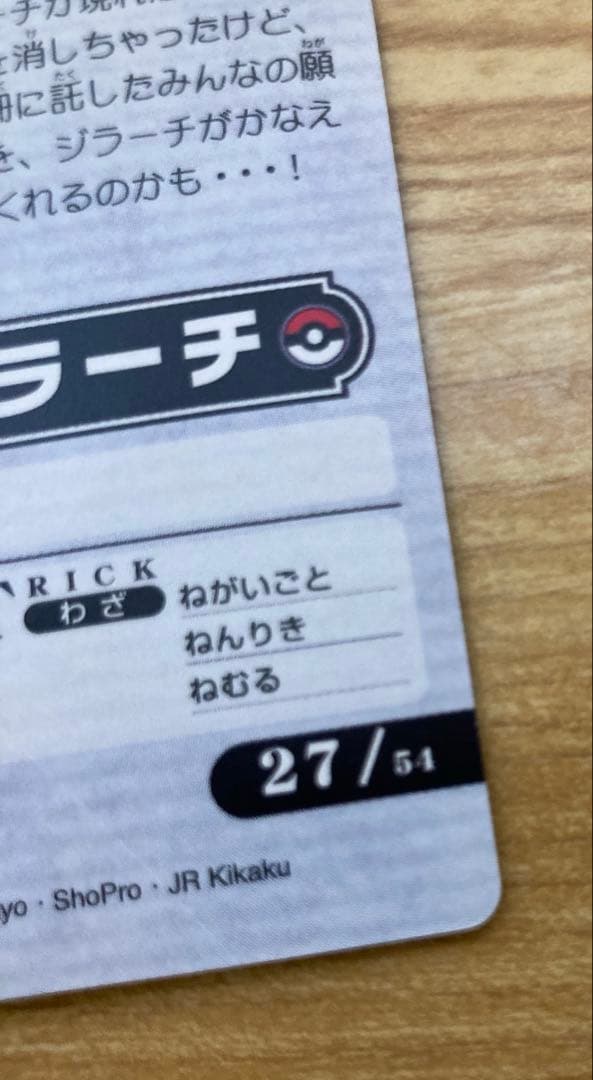 消しちゃったけど、
に託したみんなの願
、ジラーチがかなえ
くれるのかも・・・!
ラーチ
RICK
わざ
ねがいごと
ねんりき
ねむる
27/54
yo・ShoPro・JR Kikaku